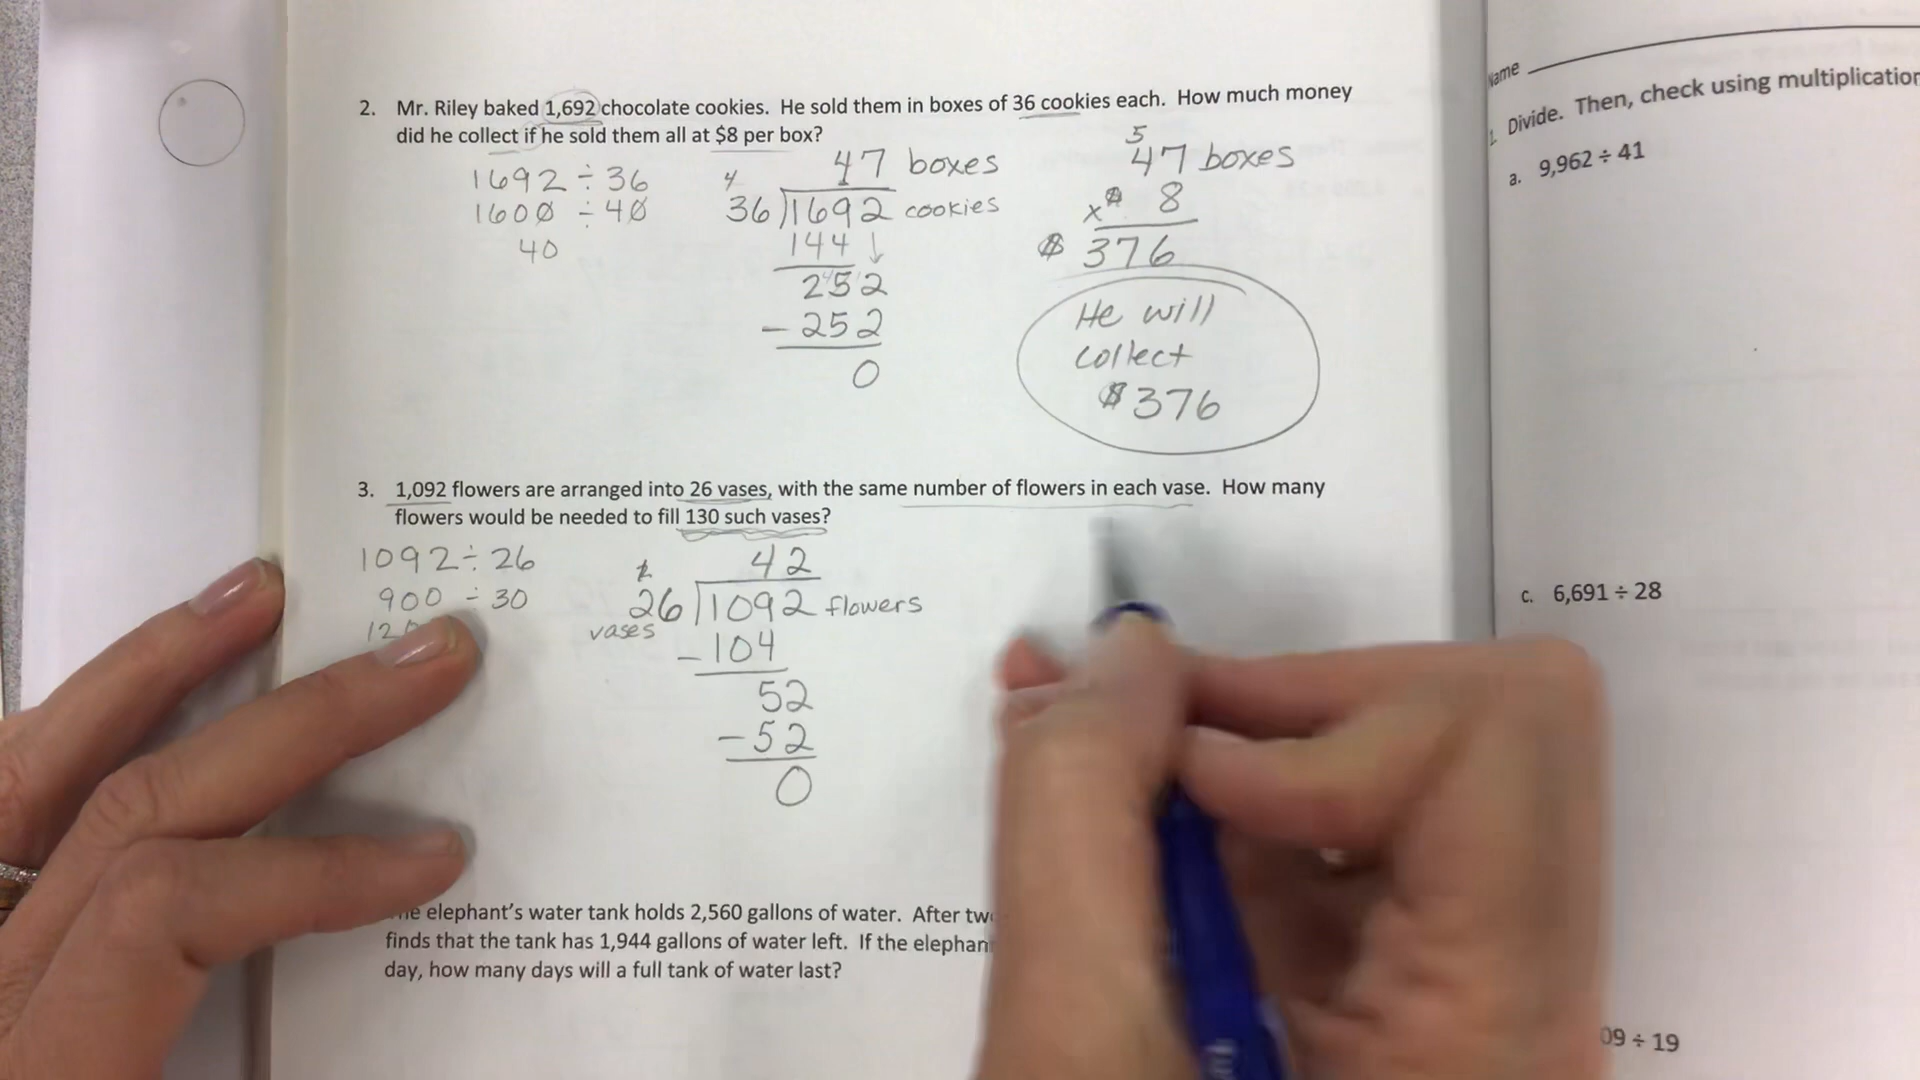 2. Mr. Riley baked 1,692 chocolate cookies. He sold them in boxes of 36 cookies each. How much money
did he collect if he sold them all at $8 per box?
1692 ÷ 36
1600 ÷ 40
40
47 boxes
4
36 1692 cookies
144
252
- 252
0
5
47 boxes
x 8
$ 376
He will
collect
$376
3. 1,092 flowers are arranged into 26 vases, with the same number of flowers in each vase. How many
flowers would be needed to fill 130 such vases?
1092 ÷ 26
900 ÷ 30
42
26 1092 flowers
vases
- 104
52
- 52
0
elephant's water tank holds 2,560 gallons of water. After
finds that the tank has 1,944 gallons of water left. If the
day, how many days will a full tank of water last?
Name
1. Divide. Then, check using multiplication
a. 9,962 ÷ 41
c. 6,691 ÷ 28
09 ÷ 19